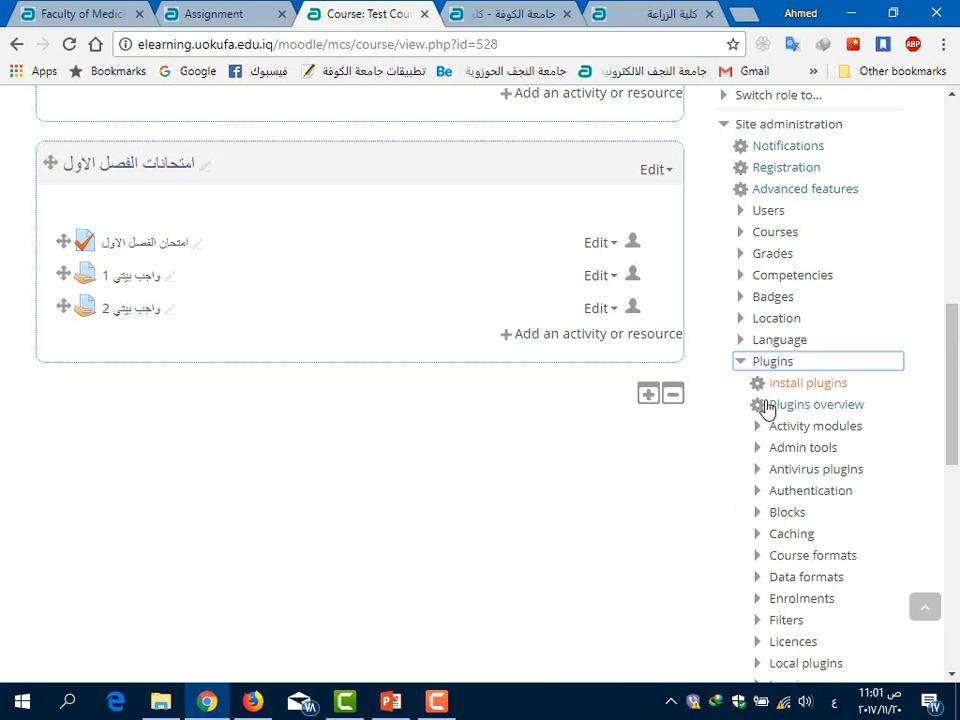 Faculty of Medici
Assignment
Course: Test Cou
جامعة الكوفة - كلي
كلية الزراعة
Ahmed
elearning.uokufa.edu.iq/moodle/mcs/course/view.php?id=528
Apps
Bookmarks
Google
فيسبوك
تطبيقات جامعة الكوفة
جامعة النجف الحوزوية
جامعة النجف الالكترونية
Gmail
»
Other bookmarks
Add an activity or resource
امتحانات الفصل الاول
Edit
امتحان الفصل الاول
Edit
واجب بيتي 1
Edit
واجب بيتي 2
Edit
Add an activity or resource
Switch role to...
Site administration
Notifications
Registration
Advanced features
Users
Courses
Grades
Competencies
Badges
Location
Language
Plugins
Install plugins
Plugins overview
Activity modules
Admin tools
Antivirus plugins
Authentication
Blocks
Caching
Course formats
Data formats
Enrolments
Filters
Licences
Local plugins
ع
11:01 ص
٢٠١٧/١١/٢٠